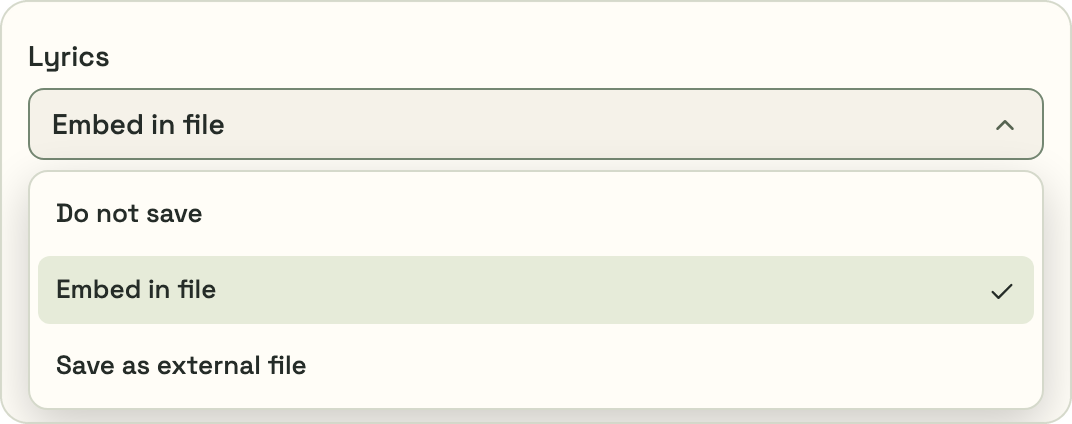 Lyrics
Embed in file
Do not save
Embed in file
Save as external file